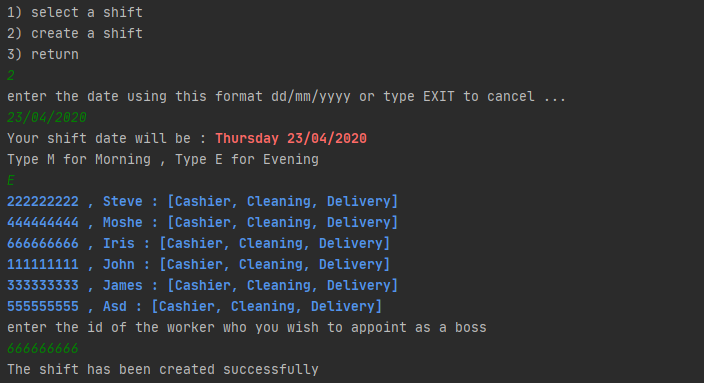 1) select a shift
2) create a shift
3) return
2
enter the date using this format dd/mm/yyyy or type EXIT to cancel ...
23/04/2020
Your shift date will be : Thursday 23/04/2020
Type M for Morning , Type E for Evening
E
222222222 , Steve : [Cashier, Cleaning, Delivery]
444444444 , Moshe : [Cashier, Cleaning, Delivery]
666666666 , Iris : [Cashier, Cleaning, Delivery]
111111111 , John : [Cashier, Cleaning, Delivery]
333333333 , James : [Cashier, Cleaning, Delivery]
555555555 , Asd : [Cashier, Cleaning, Delivery]
enter the id of the worker who you wish to appoint as a boss
666666666
The shift has been created successfully